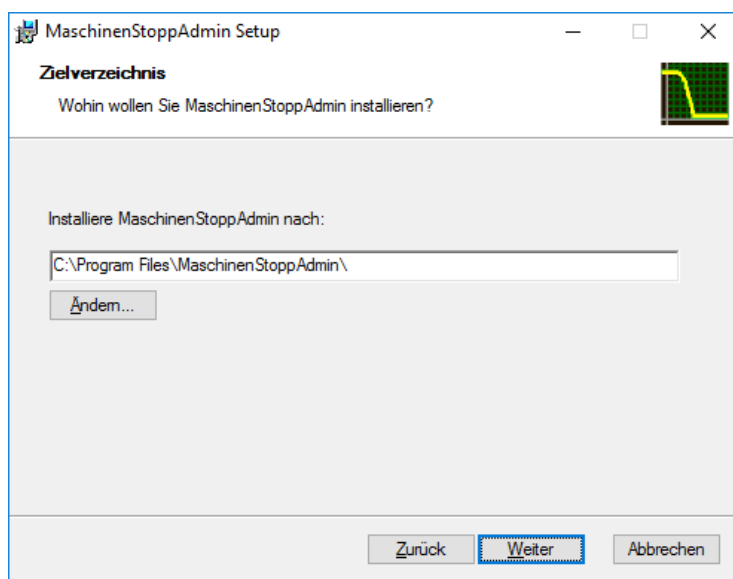 MaschinenStoppAdmin Setup
Zielverzeichnis
Wohin wollen Sie MaschinenStoppAdmin installieren?
Installiere MaschinenStoppAdmin nach:
C:\Program Files\MaschinenStoppAdmin\
Ändern...
Zurück Weiter Abbrechen